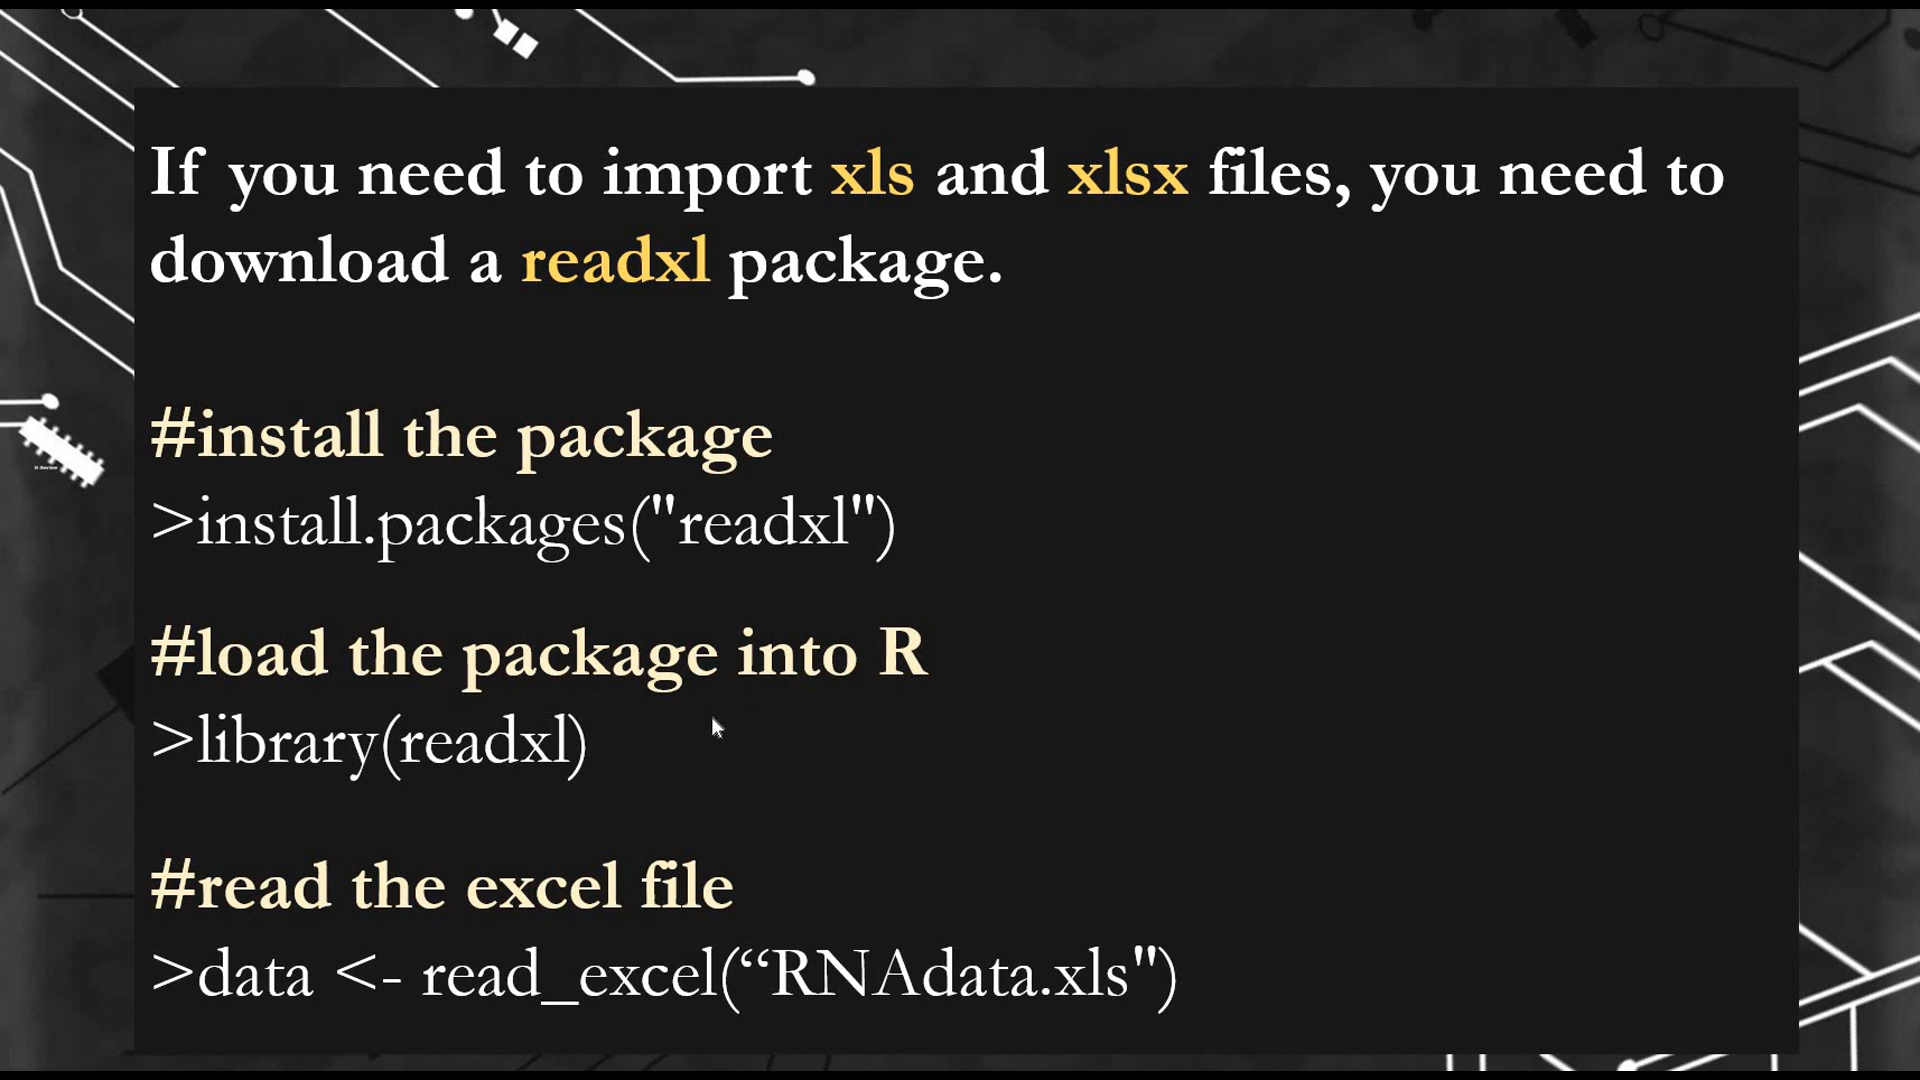 If you need to import xls and xlsx files, you need to
download a readxl package.
#install the package
>install.packages("readxl")
#load the package into R
>library(readxl)
#read the excel file
>data <- read_excel(“RNAdata.xls")